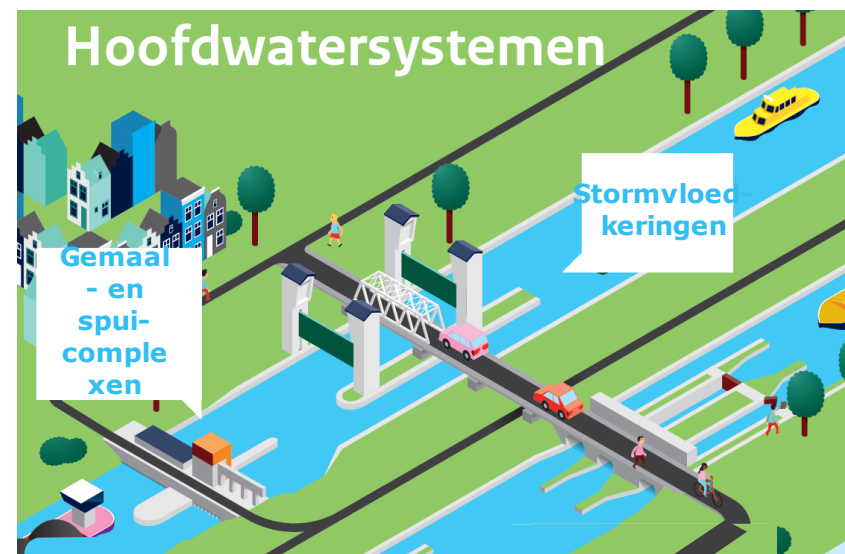 Hoofdwatersystemen
Stormvloed-
keringen
Gemaal
- en
spui-
comple
xen